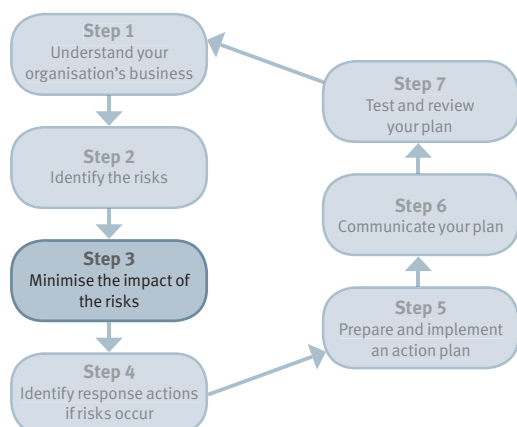 Step 1
Understand your
organisation's business
Step 2
Identify the risks
Step 3
Minimise the impact of
the risks
Step 4
Identify response actions
if risks occur
Step 5
Prepare and implement
an action plan
Step 6
Communicate your plan
Step 7
Test and review
your plan